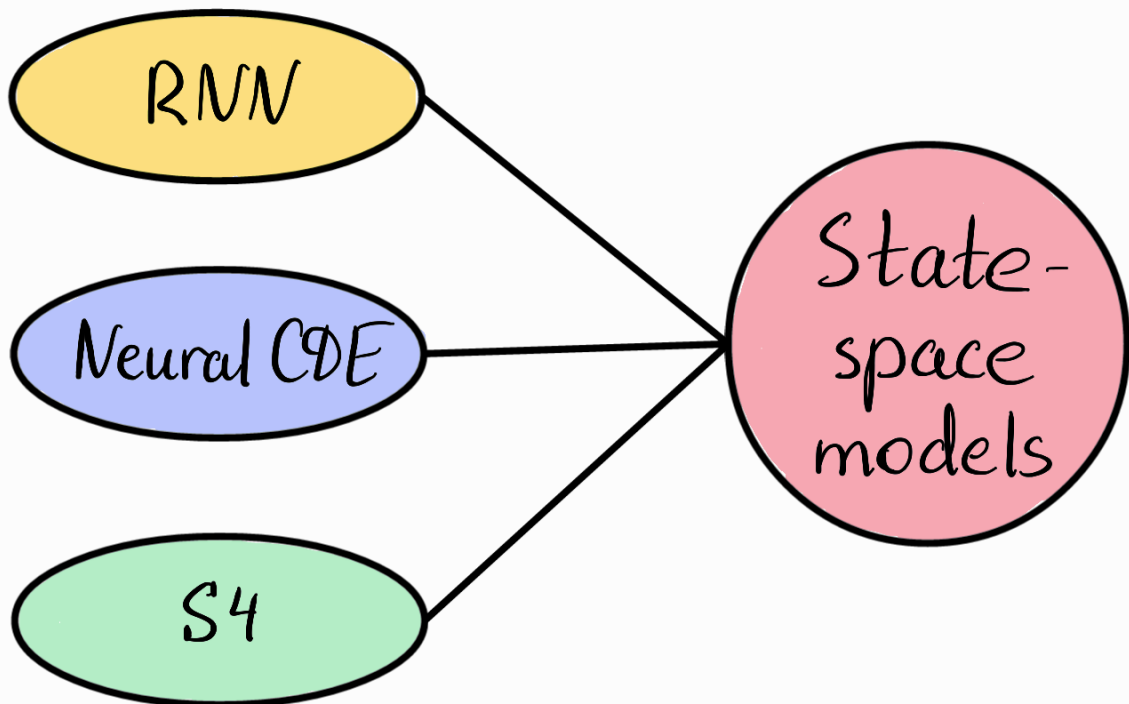 RNN
Neural CDE
S4
State-
space
models